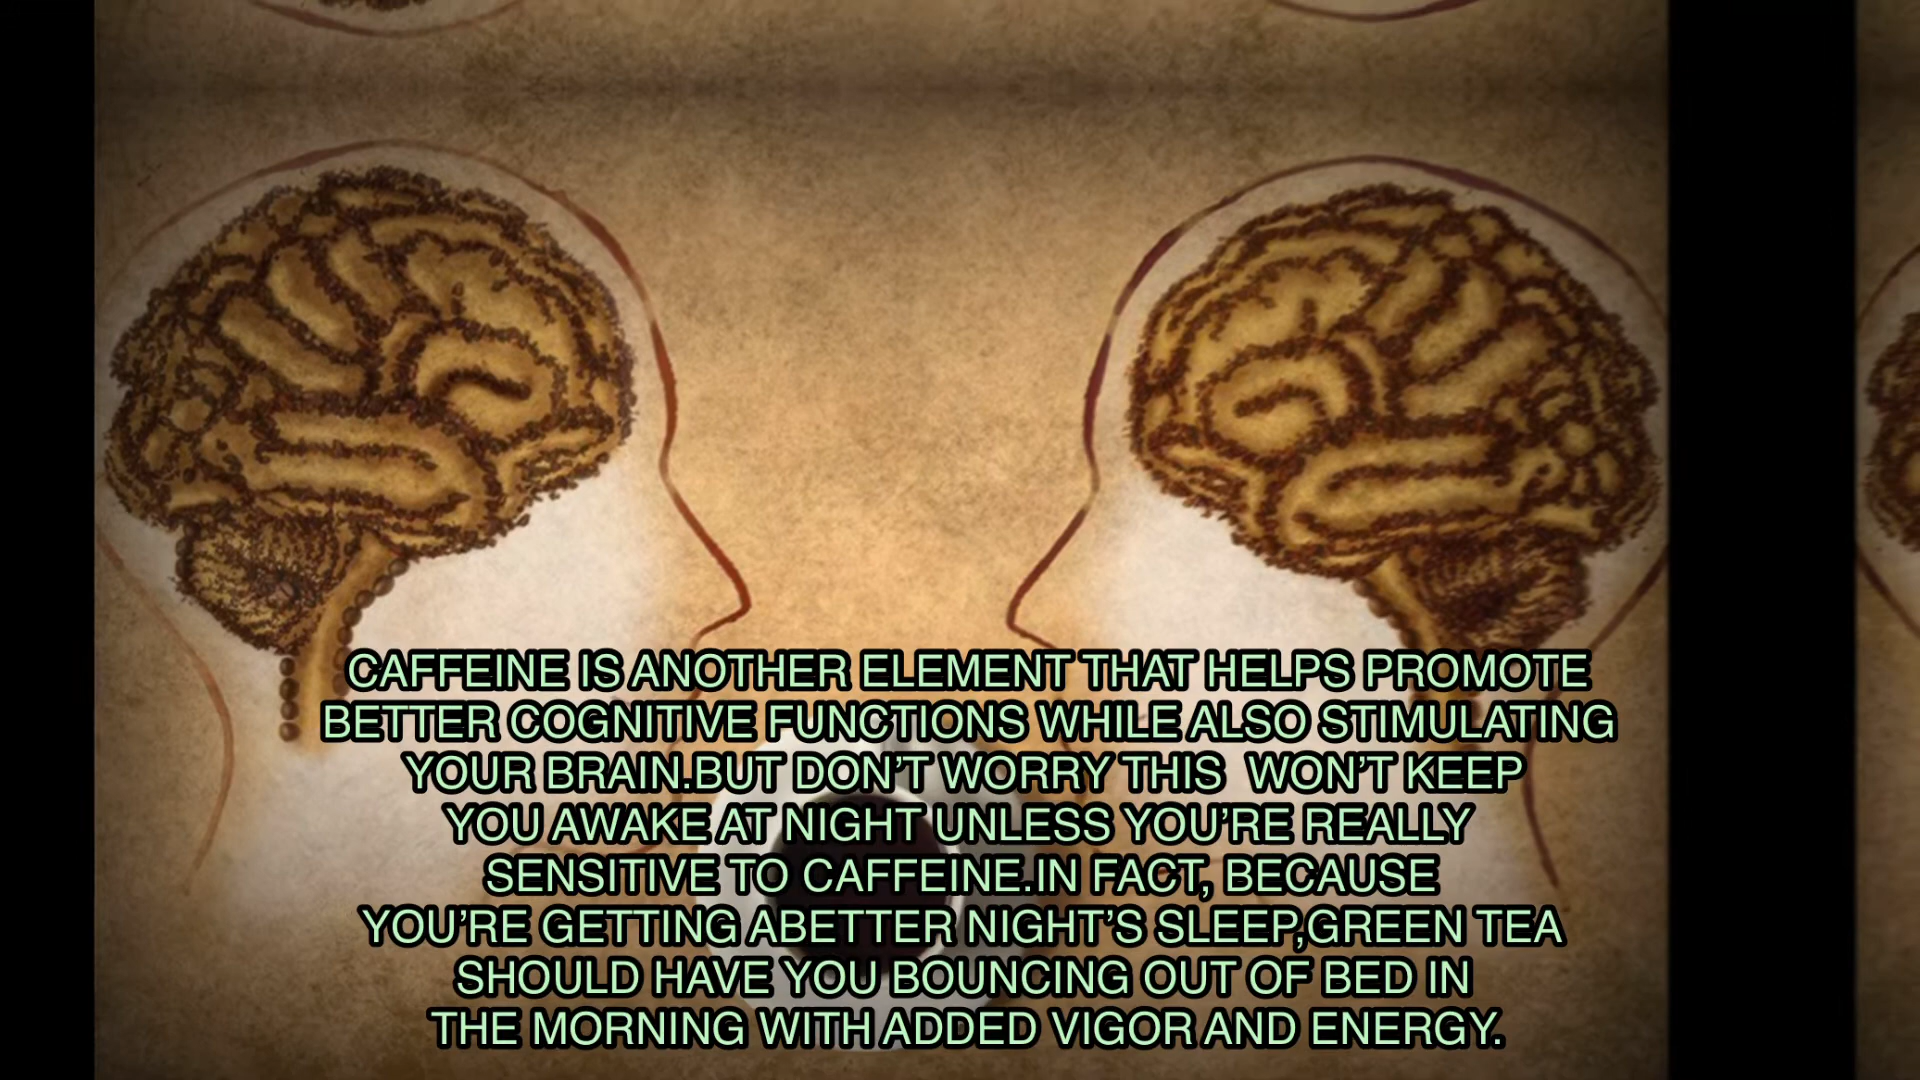 CAFFEINE IS ANOTHER ELEMENT THAT HELPS PROMOTE
BETTER COGNITIVE FUNCTIONS WHILE ALSO STIMULATING
YOUR BRAIN.BUT DON’T WORRY THIS  WON’T KEEP
YOU AWAKE AT NIGHT UNLESS YOU’RE REALLY
SENSITIVE TO CAFFEINE.IN FACT, BECAUSE
YOU’RE GETTING ABETTER NIGHT’S SLEEP,GREEN TEA
SHOULD HAVE YOU BOUNCING OUT OF BED IN
THE MORNING WITH ADDED VIGOR AND ENERGY.